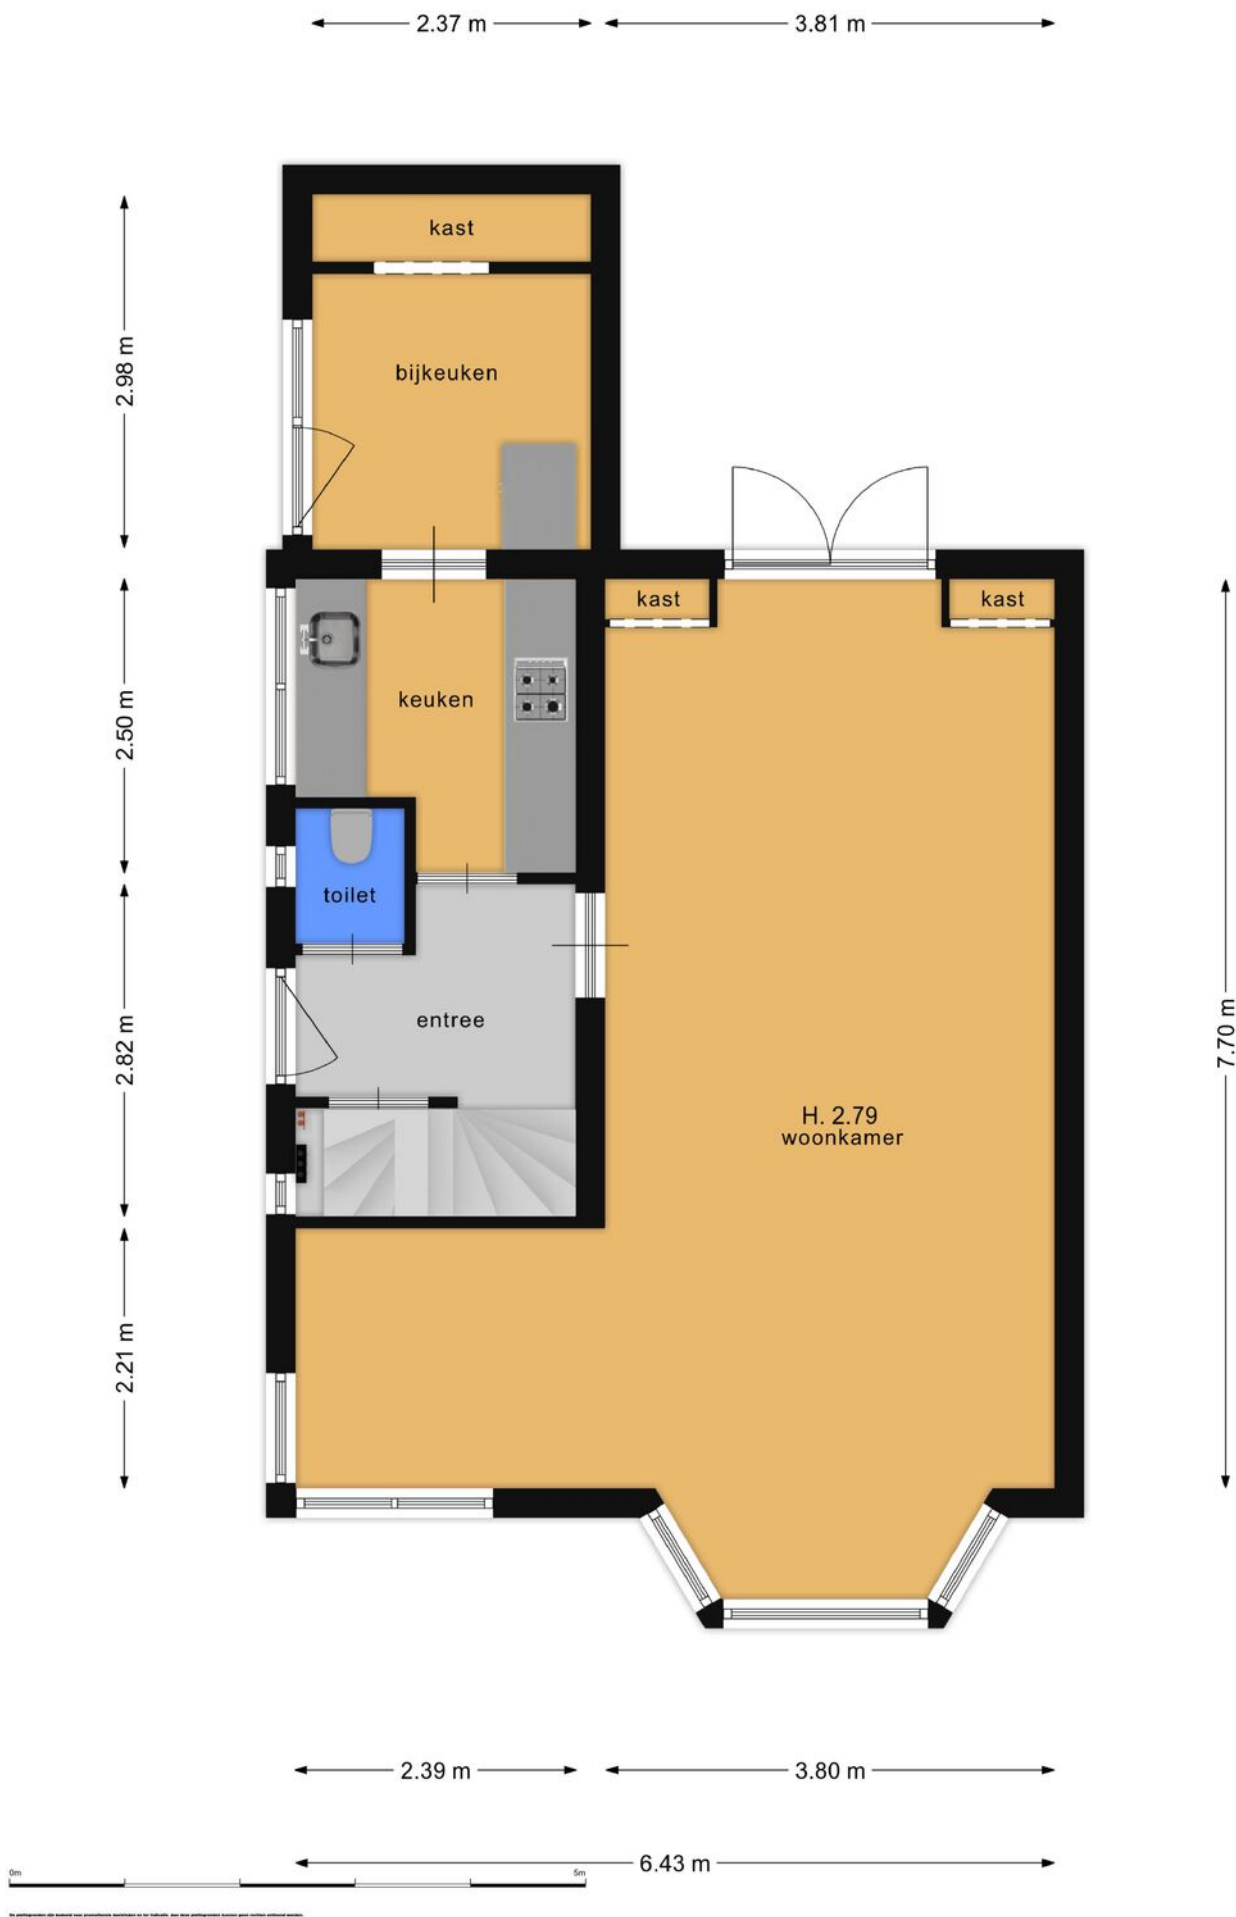 2.37 m
3.81 m
kast
2.98 m
bijkeuken
kast
kast
2.50 m
keuken
toilet
entree
2.82 m
7.70 m
H. 2.79
woonkamer
2.21 m
2.39 m
3.80 m
6.43 m
0m
5m